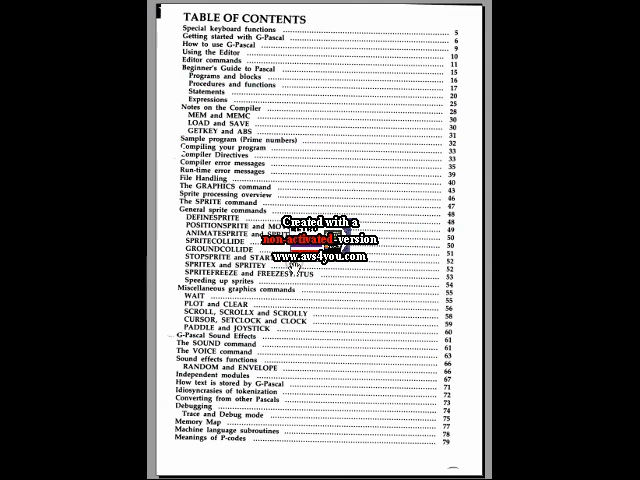 TABLE OF CONTENTS
Special keyboard functions 5
Getting started with G-Pascal 6
How to use G-Pascal 9
Using the Editor 10
Editor commands 11
Beginner's Guide to Pascal 15
Programs and blocks 16
Procedures and functions 17
Statements 20
Expressions 25
Notes on the Compiler 28
MEM and MEMC 30
LOAD and SAVE 30
GETKEY and ABS 31
Sample program (Prime numbers) 32
Compiling your program 33
Compiler Directives 33
Compiler error messages 35
Run-time error messages 39
File Handling 40
The GRAPHICS command 43
Sprite processing overview 46
The SPRITE command 47
General sprite commands 48
DEFINESPRITE 48
POSITIONSPRITE and 49
ANIMATESPRITE and 50
SPRITECOLLIDE 50
GROUNDCOLLIDE 51
STOPSPRITE and 52
SPRITEX and SPRITEY 52
SPRITEFREEZE and 53
Speeding up sprites 54
Miscellaneous graphics commands 55
WAIT 55
PLOT and CLEAR 56
SCROLL, SCROLLX and SCROLLY 58
CURSOR, SETCLOCK and CLOCK 59
PADDLE and JOYSTICK 60
G-Pascal Sound Effects 61
The SOUND command 61
The VOICE command 63
Sound effects functions 66
RANDOM and ENVELOPE 66
Independent modules 67
How text is stored by G-Pascal 71
Idiosyncrasies of tokenization 72
Converting from other Pascals 73
Debugging 74
Trace and Debug mode 75
Memory Map 77
Machine language subroutines 78
Meanings of P-codes 79
Created with a
non-activated version
www.avs4you.com